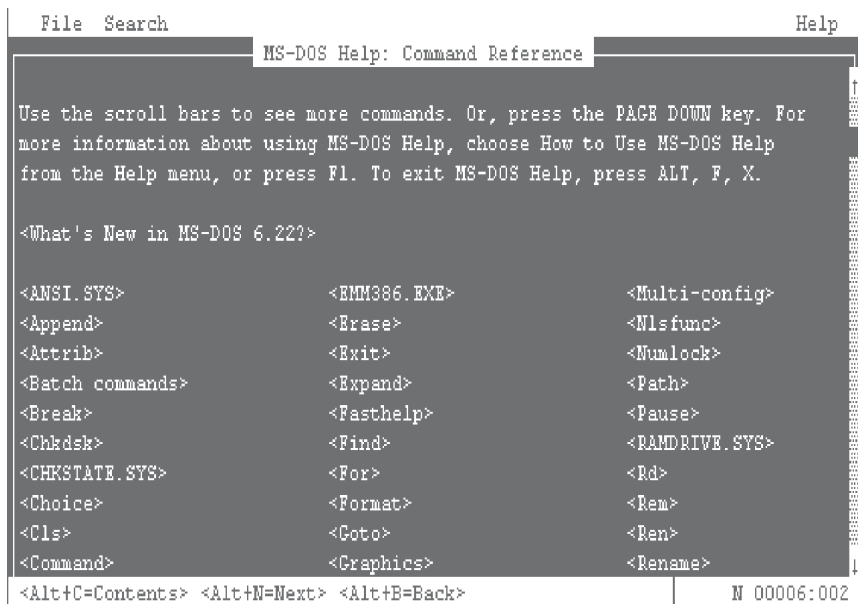 File Search Help
MS-DOS Help: Command Reference
Use the scroll bars to see more commands. Or, press the PAGE DOWN key. For
more information about using MS-DOS Help, choose How to Use MS-DOS Help
from the Help menu, or press F1. To exit MS-DOS Help, press ALT, F, X.
<What's New in MS-DOS 6.22?>
<ANSI.SYS> <EMM386.EXE> <Multi-config>
<Append> <Erase> <Nlsfunc>
<Attrib> <Exit> <Numlock>
<Batch commands> <Expand> <Path>
<Break> <Fasthelp> <Pause>
<Chkdsk> <Find> <RAMDRIVE.SYS>
<CHKSTATE.SYS> <For> <Rd>
<Choice> <Format> <Rem>
<Cls> <Goto> <Ren>
<Command> <Graphics> <Rename>
<Alt+C=Contents> <Alt+N=Next> <Alt+B=Back> N 00006:002